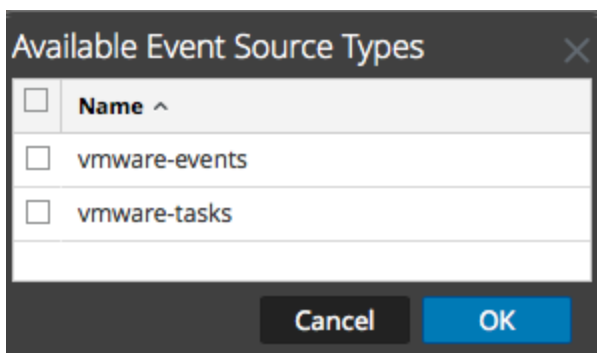 Available Event Source Types
Name
vmware-events
vmware-tasks
Cancel OK